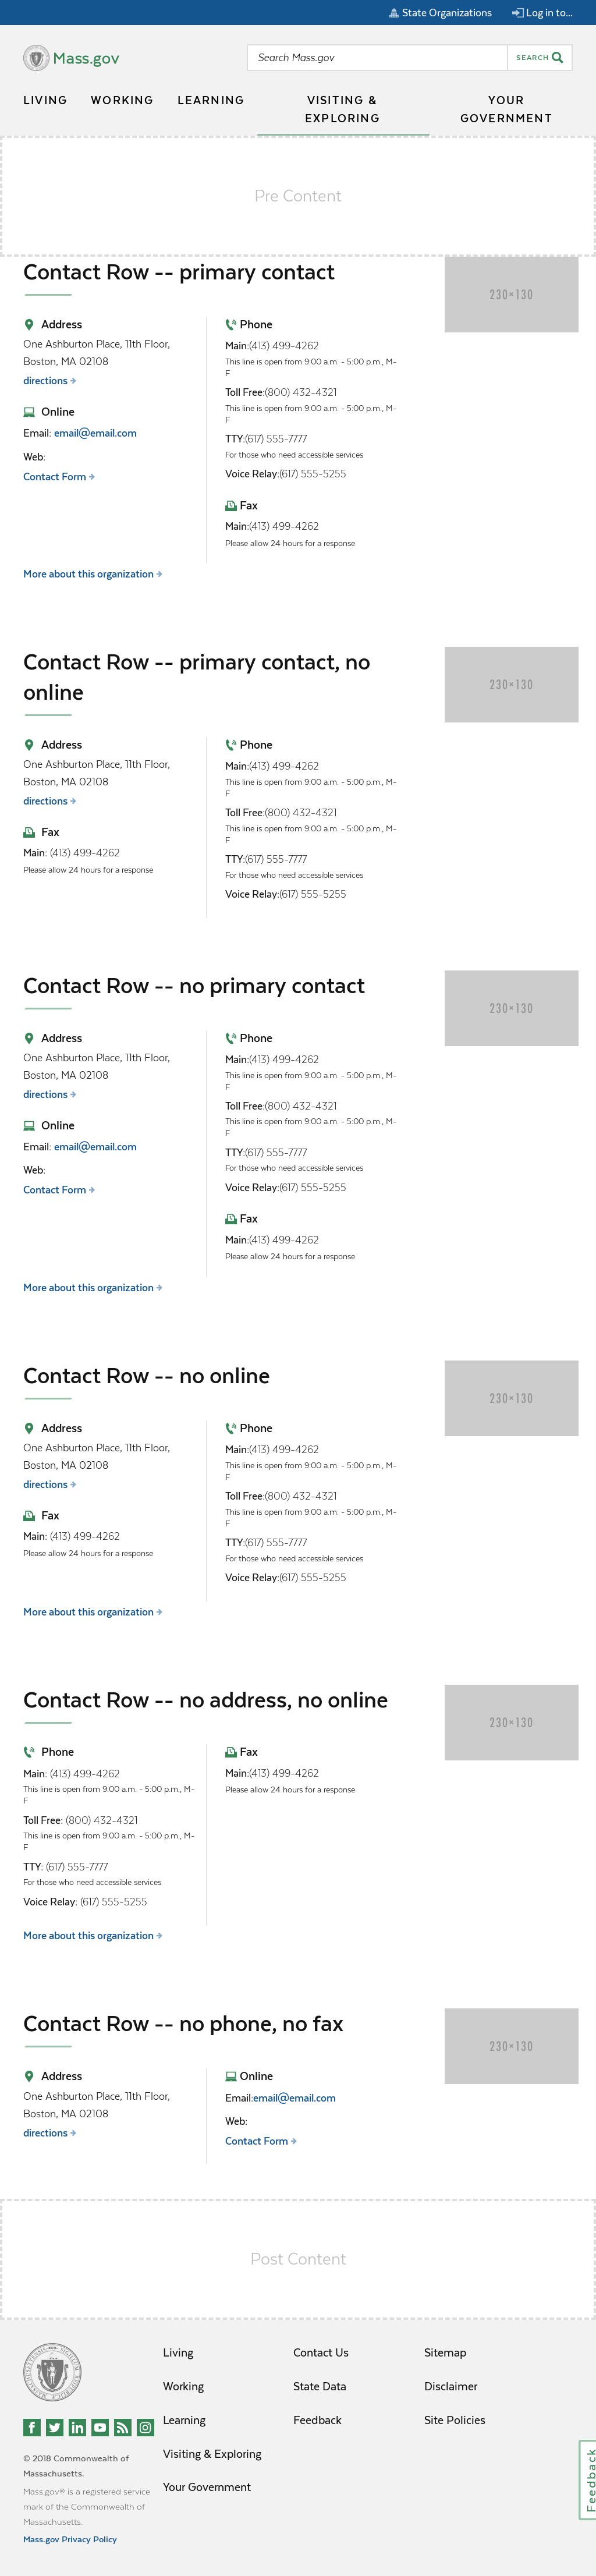 State Organizations Log in to...
Mass.gov Search Mass.gov SEARCH
LIVING WORKING LEARNING VISITING & EXPLORING YOUR GOVERNMENT
Pre Content
Contact Row -- primary contact
230×130
Address
One Ashburton Place, 11th Floor,
Boston, MA 02108
directions
Online
Email: email@email.com
Web:
Contact Form
Phone
Main:(413) 499-4262
This line is open from 9:00 a.m. - 5:00 p.m., M-
F
Toll Free:(800) 432-4321
This line is open from 9:00 a.m. - 5:00 p.m., M-
F
TTY:(617) 555-7777
For those who need accessible services
Voice Relay:(617) 555-5255
Fax
Main:(413) 499-4262
Please allow 24 hours for a response
More about this organization
Contact Row -- primary contact, no
online
230×130
Address
One Ashburton Place, 11th Floor,
Boston, MA 02108
directions
Fax
Main: (413) 499-4262
Please allow 24 hours for a response
Phone
Main:(413) 499-4262
This line is open from 9:00 a.m. - 5:00 p.m., M-
F
Toll Free:(800) 432-4321
This line is open from 9:00 a.m. - 5:00 p.m., M-
F
TTY:(617) 555-7777
For those who need accessible services
Voice Relay:(617) 555-5255
Contact Row -- no primary contact
230×130
Address
One Ashburton Place, 11th Floor,
Boston, MA 02108
directions
Online
Email: email@email.com
Web:
Contact Form
Phone
Main:(413) 499-4262
This line is open from 9:00 a.m. - 5:00 p.m., M-
F
Toll Free:(800) 432-4321
This line is open from 9:00 a.m. - 5:00 p.m., M-
F
TTY:(617) 555-7777
For those who need accessible services
Voice Relay:(617) 555-5255
Fax
Main:(413) 499-4262
Please allow 24 hours for a response
More about this organization
Contact Row -- no online
230×130
Address
One Ashburton Place, 11th Floor,
Boston, MA 02108
directions
Fax
Main: (413) 499-4262
Please allow 24 hours for a response
Phone
Main:(413) 499-4262
This line is open from 9:00 a.m. - 5:00 p.m., M-
F
Toll Free:(800) 432-4321
This line is open from 9:00 a.m. - 5:00 p.m., M-
F
TTY:(617) 555-7777
For those who need accessible services
Voice Relay:(617) 555-5255
More about this organization
Contact Row -- no address, no online
230×130
Phone
Main: (413) 499-4262
This line is open from 9:00 a.m. - 5:00 p.m., M-
F
Toll Free: (800) 432-4321
This line is open from 9:00 a.m. - 5:00 p.m., M-
F
TTY: (617) 555-7777
For those who need accessible services
Voice Relay: (617) 555-5255
Fax
Main:(413) 499-4262
Please allow 24 hours for a response
More about this organization
Contact Row -- no phone, no fax
230×130
Address
One Ashburton Place, 11th Floor,
Boston, MA 02108
directions
Online
Email:email@email.com
Web:
Contact Form
Post Content
Living
Working
Learning
Visiting & Exploring
Your Government
Contact Us
State Data
Feedback
Sitemap
Disclaimer
Site Policies
© 2018 Commonwealth of
Massachusetts.
Mass.gov® is a registered service
mark of the Commonwealth of
Massachusetts.
Mass.gov Privacy Policy
Feedback